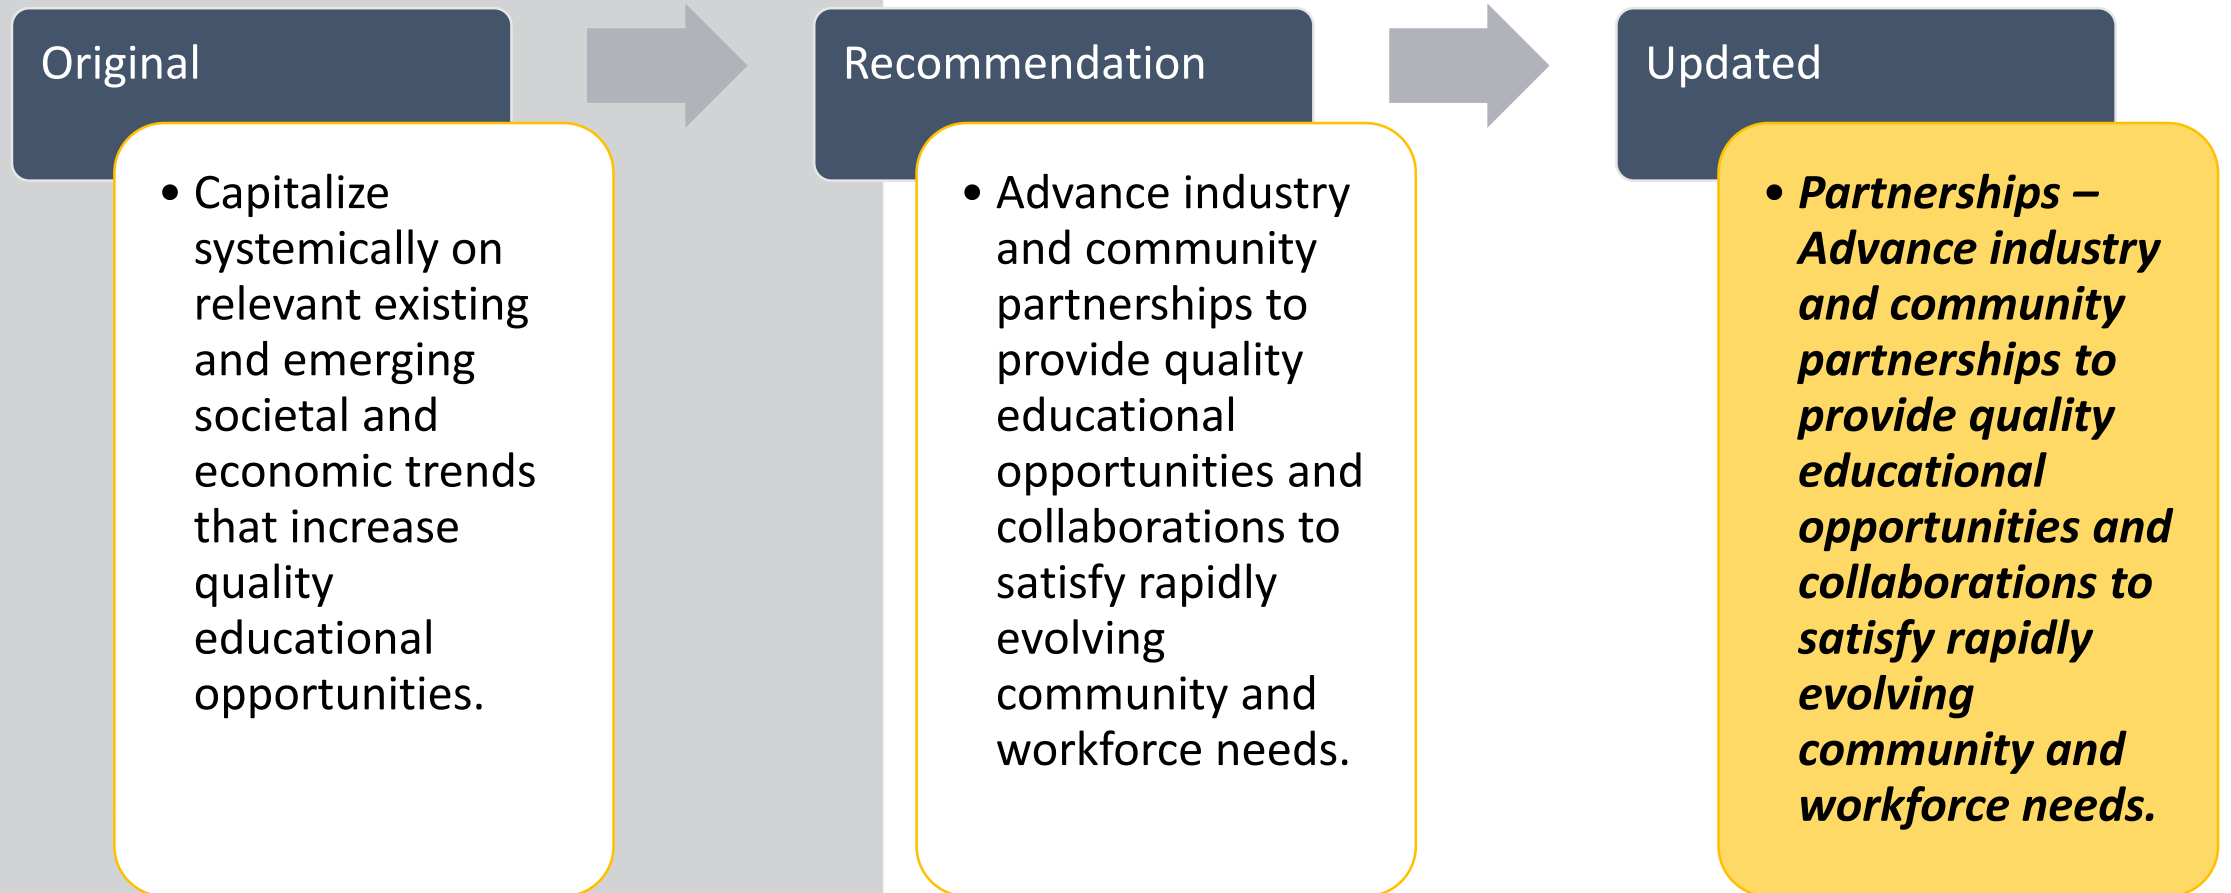 Original
• Capitalize
systemically on
relevant existing
and emerging
societal and
economic trends
that increase
quality
educational
opportunities.
Recommendation
• Advance industry
and community
partnerships to
provide quality
educational
opportunities and
collaborations to
satisfy rapidly
evolving
community and
workforce needs.
Updated
• Partnerships –
Advance industry
and community
partnerships to
provide quality
educational
opportunities and
collaborations to
satisfy rapidly
evolving
community and
workforce needs.